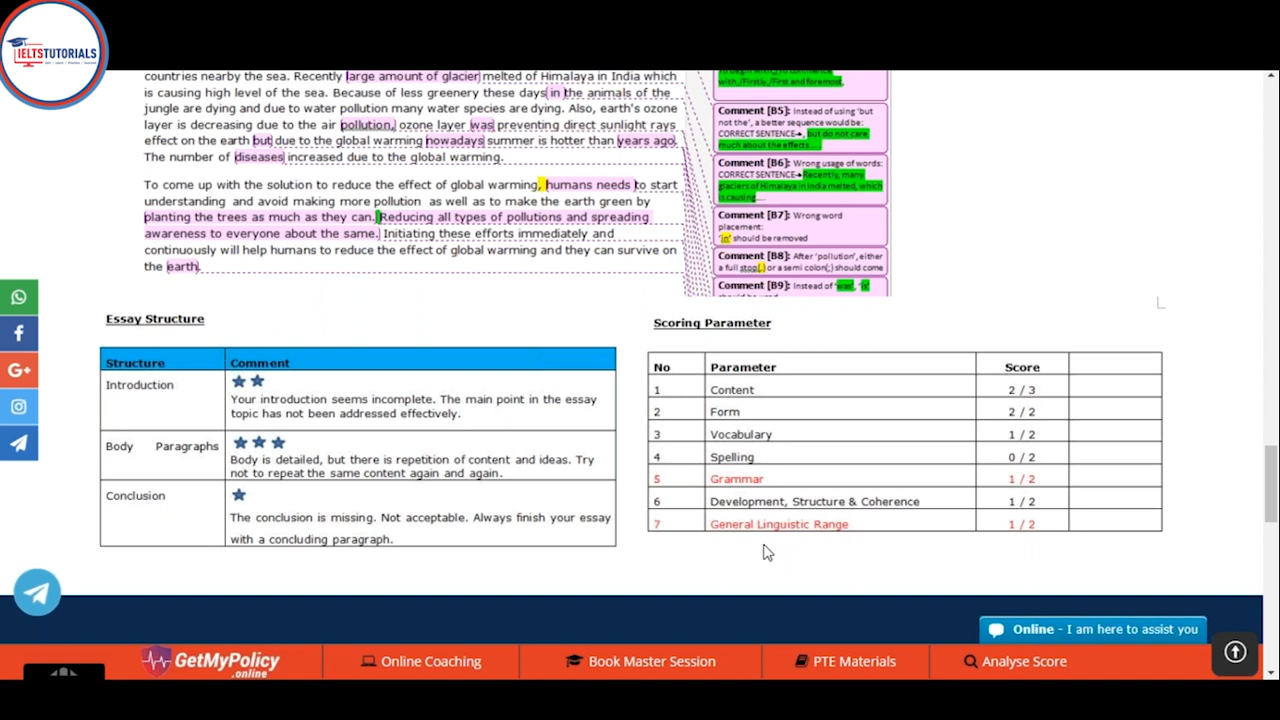 IELTSTUTORIALS
countries nearby the sea. Recently large amount of glacier melted of Himalaya in India which
is causing high level of the sea. Because of less greenery these days in the animals of the
jungle are dying and due to water pollution many water species are dying. Also, earth's ozone
layer is decreasing due to the air pollution, ozone layer was preventing direct sunlight rays
effect on the earth but due to the global warming nowadays summer is hotter than years ago.
The number of diseases increased due to the global warming.
To come up with the solution to reduce the effect of global warming, humans needs to start
understanding and avoid making more pollution as well as to make the earth green by
planting the trees as much as they can. Reducing all types of pollutions and spreading
awareness to everyone about the same. Initiating these efforts immediately and
continuously will help humans to reduce the effect of global warming and they can survive on
the earth.
with,/Firstly,/First and foremost,
Comment [B5]: Instead of using 'but
not the', a better sequence would be:
CORRECT SENTENCE→, but do not care
much about the effects.....
Comment [B6]: Wrong usage of words:
CORRECT SENTENCE→Recently, many
glaciers of Himalaya in India melted, which
is causing....
Comment [B7]: Wrong word
placement:
'in' should be removed
Comment [B8]: After 'pollution', either
a full stop(.) or a semi colon(;) should come
Comment [B9]: Instead of 'was', 'is'
Essay Structure
Structure Comment
Introduction
Your introduction seems incomplete. The main point in the essay
topic has not been addressed effectively.
Body Paragraphs
Body is detailed, but there is repetition of content and ideas. Try
not to repeat the same content again and again.
Conclusion
The conclusion is missing. Not acceptable. Always finish your essay
with a concluding paragraph.
Scoring Parameter
No Parameter Score
1 Content 2 / 3
2 Form 2 / 2
3 Vocabulary 1 / 2
4 Spelling 0 / 2
5 Grammar 1 / 2
6 Development, Structure & Coherence 1 / 2
7 General Linguistic Range 1 / 2
Online - I am here to assist you
GetMyPolicy
.online
Online Coaching
Book Master Session
PTE Materials
Analyse Score